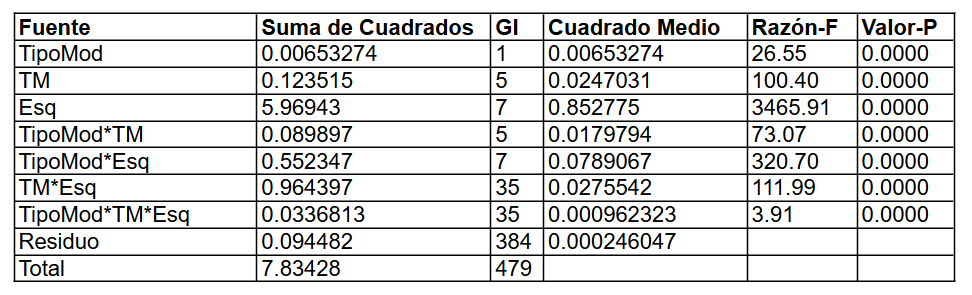 Fuente Suma de Cuadrados Gl Cuadrado Medio Razón-F Valor-P
TipoMod 0.00653274 1 0.00653274 26.55 0.0000
TM 0.123515 5 0.0247031 100.40 0.0000
Esq 5.96943 7 0.852775 3465.91 0.0000
TipoMod*TM 0.089897 5 0.0179794 73.07 0.0000
TipoMod*Esq 0.552347 7 0.0789067 320.70 0.0000
TM*Esq 0.964397 35 0.0275542 111.99 0.0000
TipoMod*TM*Esq 0.0336813 35 0.000962323 3.91 0.0000
Residuo 0.094482 384 0.000246047
Total 7.83428 479